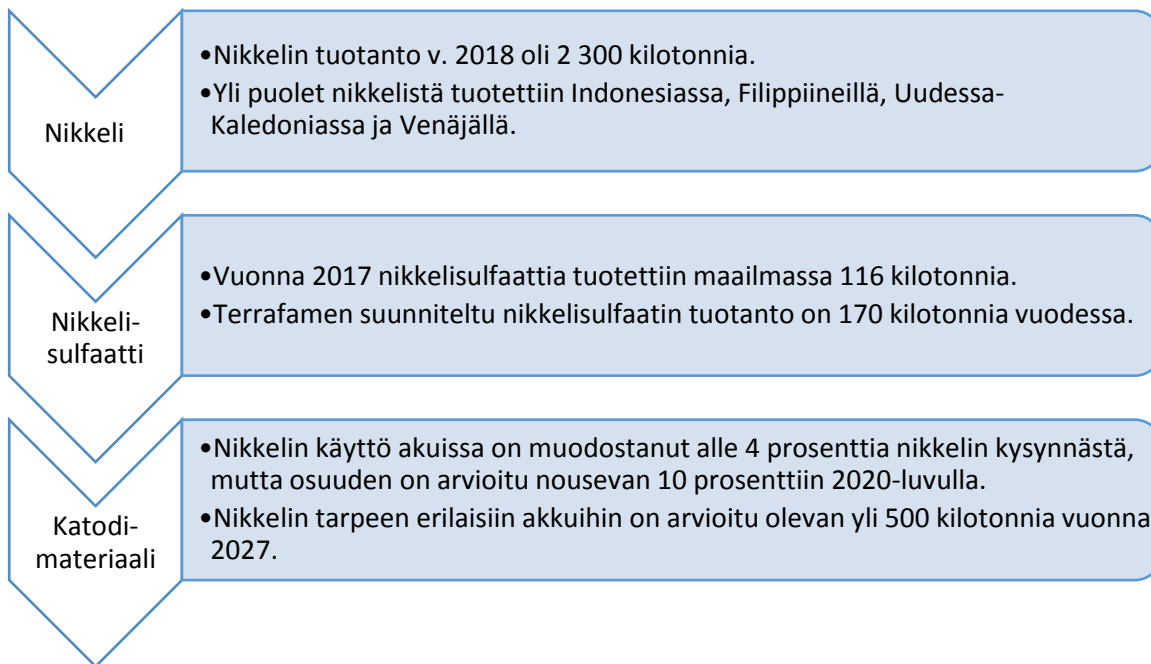 Nikkeli
•Nikkelin tuotanto v. 2018 oli 2 300 kilotonnia.
•Yli puolet nikkelistä tuotettiin Indonesiassa, Filippiineillä, Uudessa-
Kaledoniassa ja Venäjällä.
Nikkeli-
sulfaatti
•Vuonna 2017 nikkelisulfaattia tuotettiin maailmassa 116 kilotonnia.
•Terrafamen suunniteltu nikkelisulfaatin tuotanto on 170 kilotonnia vuodessa.
Katodi-
materiaali
•Nikkelin käyttö akuissa on muodostanut alle 4 prosenttia nikkelin kysynnästä,
mutta osuuden on arvioitu nousevan 10 prosenttiin 2020-luvulla.
•Nikkelin tarpeen erilaisiin akkuihin on arvioitu olevan yli 500 kilotonnia vuonna
2027.